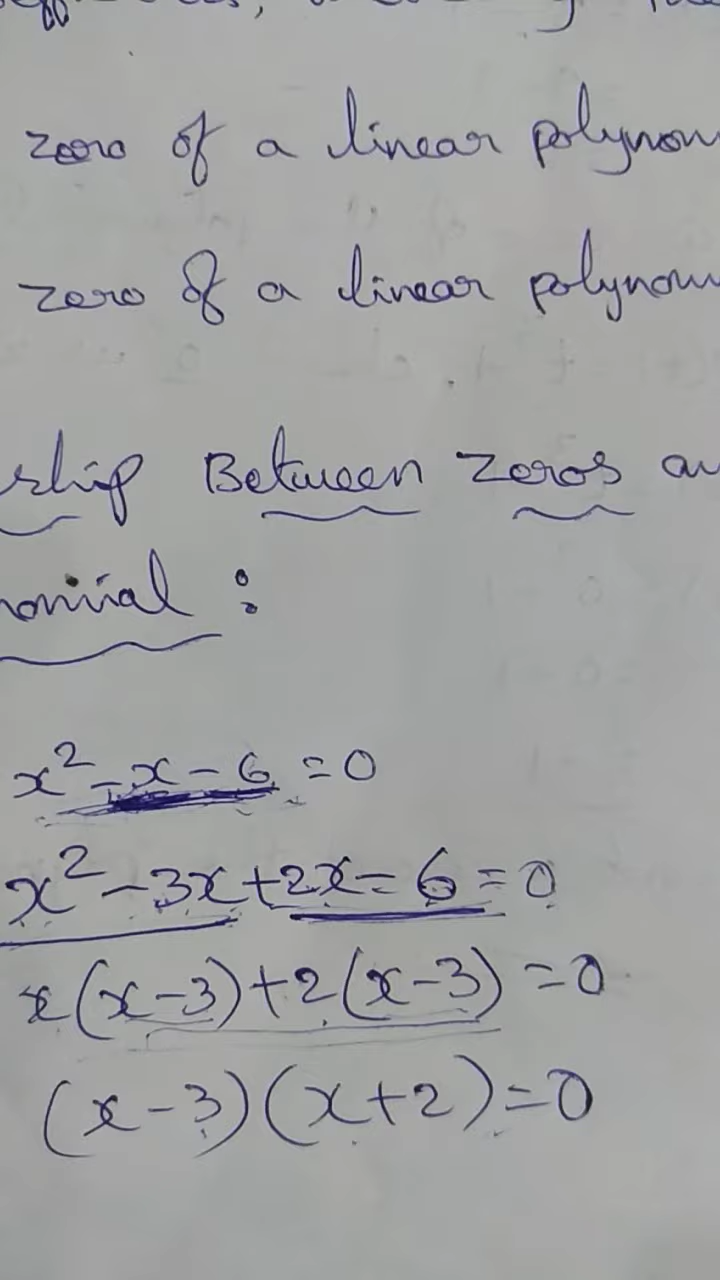 zero of a linear polynom
zero of a linear polynom
ship Between zeros a
nomial :
x² - x - 6 = 0
x² - 3x + 2x - 6 = 0
x(x-3) + 2(x-3) = 0
(x-3)(x+2) = 0